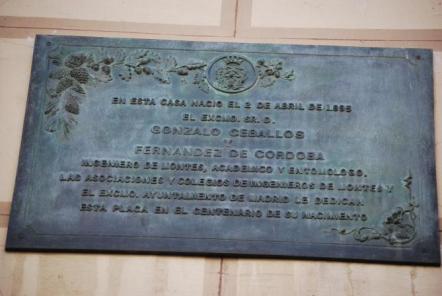 EN ESTA CASA NACIO EL 2 DE ABRIL DE 1895
EL EXCMO. SR. D.
GONZALO CEBALLOS
Y
FERNANDEZ DE CORDOBA
INGENIERO DE MONTES, ACADEMICO Y ENTOMOLOGO.
LAS ASOCIACIONES Y COLEGIOS DE INGENIEROS DE MONTES Y
EL EXCMO. AYUNTAMIENTO DE MADRID LE DEDICAN
ESTA PLACA EN EL CENTENARIO DE SU NACIMIENTO